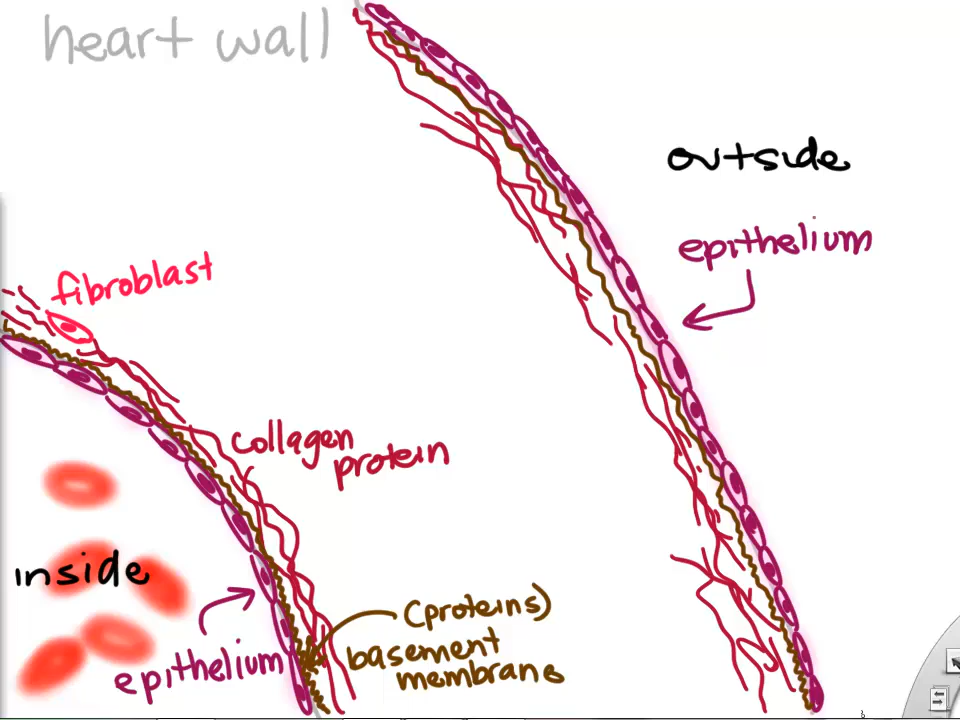 heart wall
outside
epithelium
fibroblast
collagen
protein
inside
(proteins)
basement
membrane
epithelium